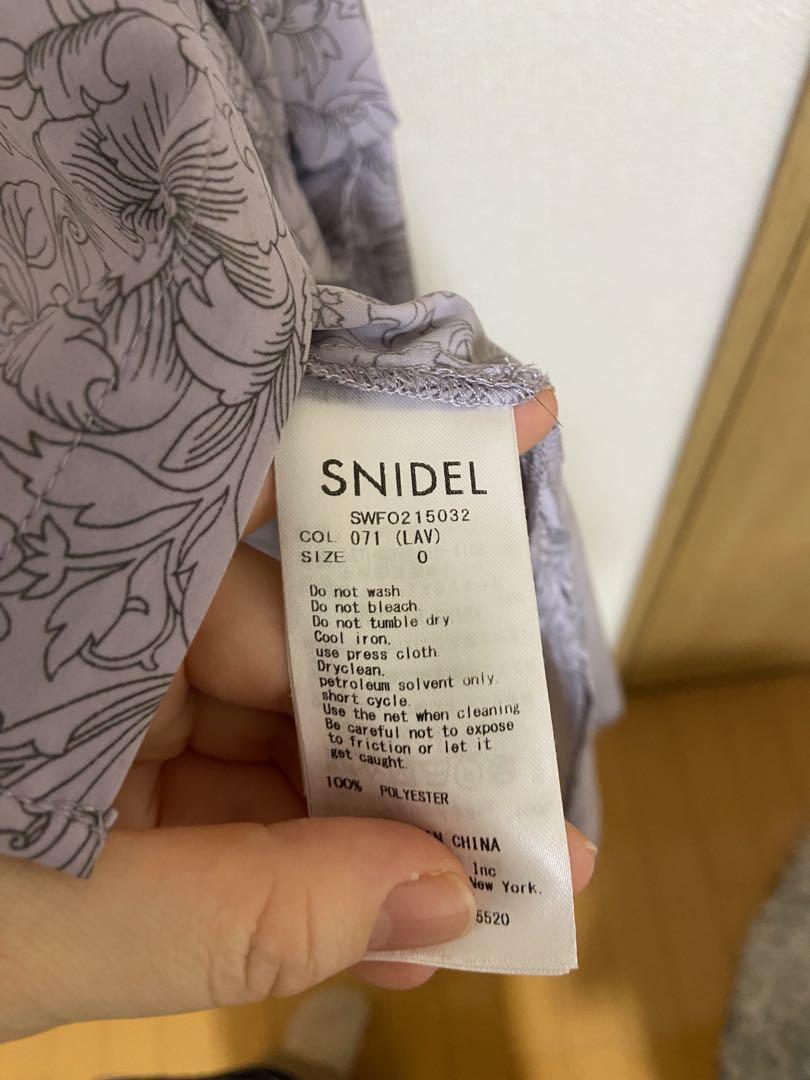 SNIDEL
SWFO215032
COL 071 (LAV)
SIZE 0
Do not wash.
Do not bleach.
Do not tumble dry
Cool iron.
use press cloth.
Dryclean.
petroleum solvent only.
short cycle.
Use the net when cleaning
Be careful not to expose
to friction or let it
get caught.
100% POLYESTER
CHINA
Inc
New York.
5520